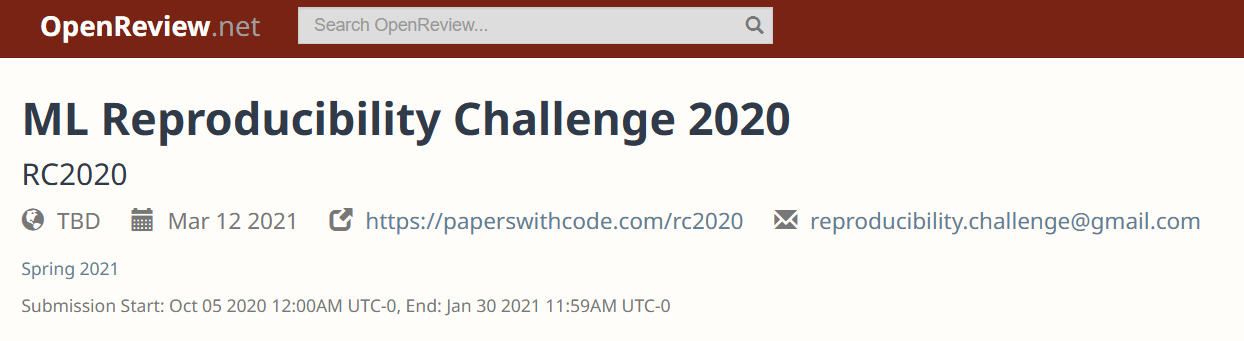 OpenReview.net Search OpenReview...
ML Reproducibility Challenge 2020
RC2020
TBD Mar 12 2021 https://paperswithcode.com/rc2020 reproducibility.challenge@gmail.com
Spring 2021
Submission Start: Oct 05 2020 12:00AM UTC-0, End: Jan 30 2021 11:59AM UTC-0